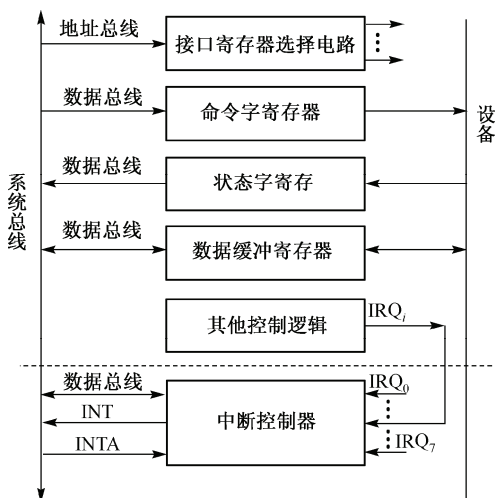 地址总线
接口寄存器选择电路
数据总线
命令字寄存器
设备
数据总线
状态字寄存
系统总线
数据总线
数据缓冲寄存器
其他控制逻辑
IRQi
数据总线
IRQ0
INT
中断控制器
INTA
IRQ7